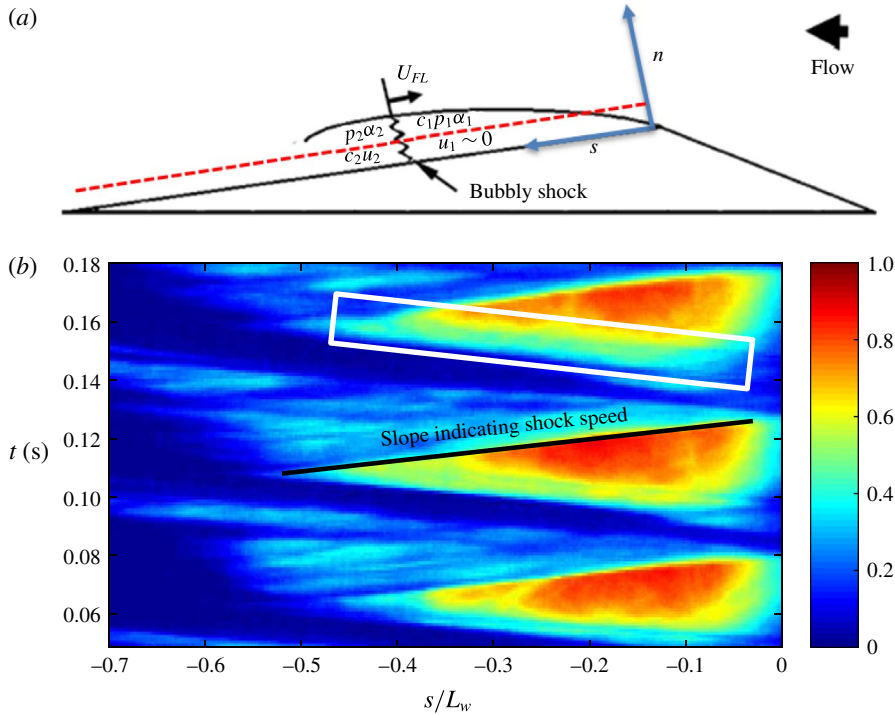 (a)
U_FL
n
Flow
c₁p₁α₁
p₂α₂
u₁ ~ 0
c₂u₂
s
Bubbly shock
(b)
0.18
0.16
0.14
0.12
0.10
0.08
0.06
t (s)
Slope indicating shock speed
1.0
0.8
0.6
0.4
0.2
0
−0.7 −0.6 −0.5 −0.4 −0.3 −0.2 −0.1 0
s/L_w